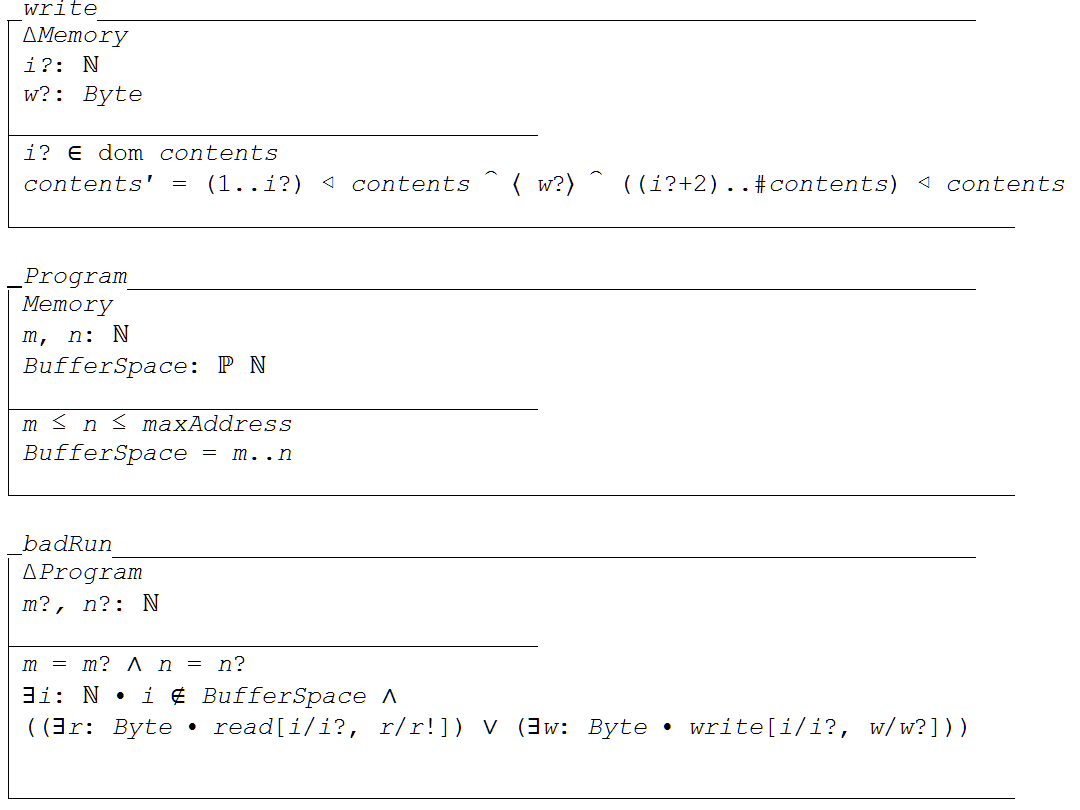 write
ΔMemory
i?: ℕ
w?: Byte
i? ∈ dom contents
contents′ = (1..i?) ◁ contents ⁀ ⟨ w?⟩ ⁀ ((i?+2)..#contents) ◁ contents
Program
Memory
m, n: ℕ
BufferSpace: ℙ ℕ
m ≤ n ≤ maxAddress
BufferSpace = m..n
badRun
ΔProgram
m?, n?: ℕ
m = m? ∧ n = n?
∃i: ℕ • i ∉ BufferSpace ∧
((∃r: Byte • read[i/i?, r/r!]) ∨ (∃w: Byte • write[i/i?, w/w?]))